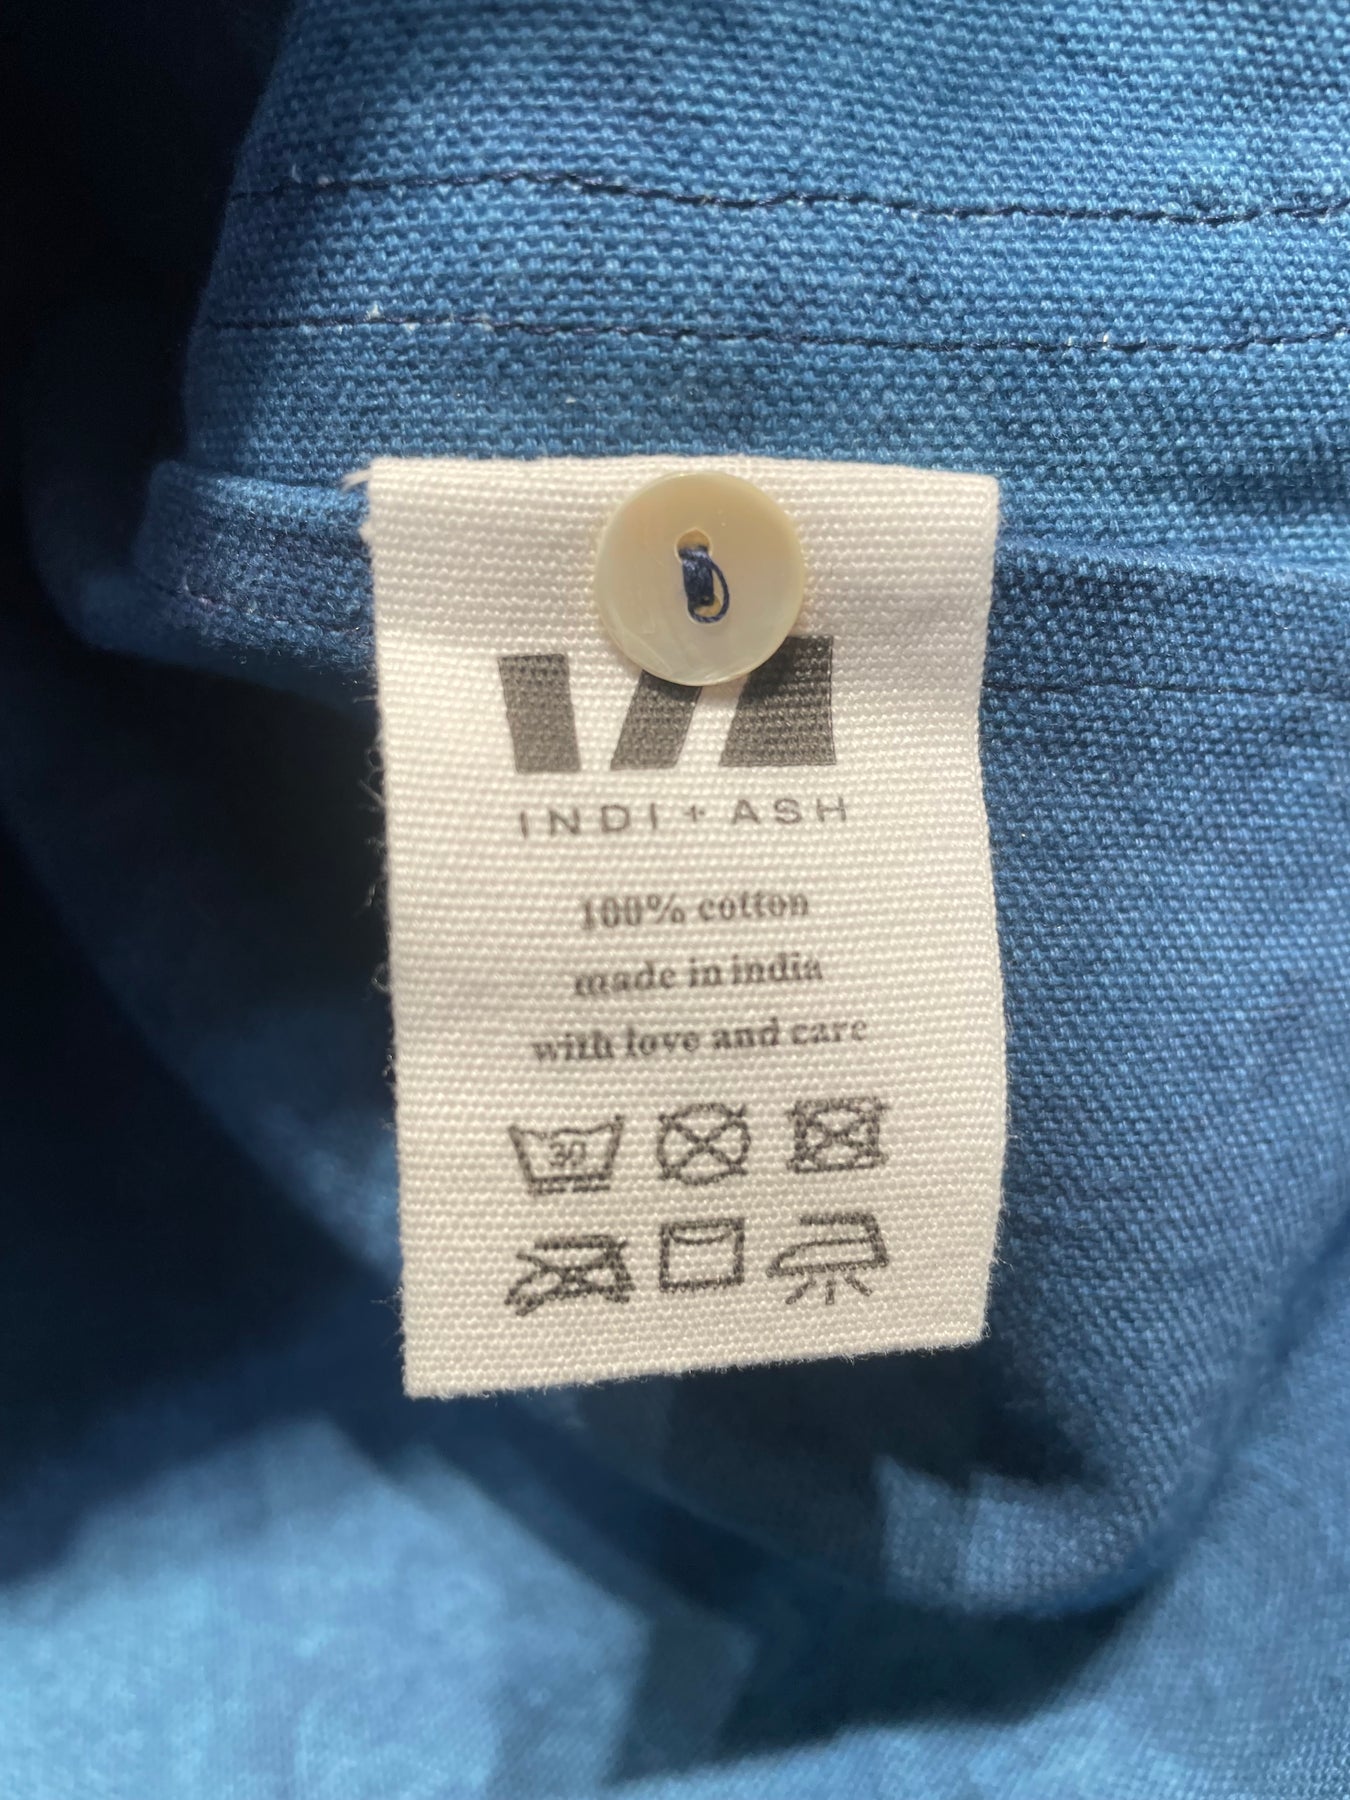 INDI + ASH
100% cotton
made in india
with love and care
30